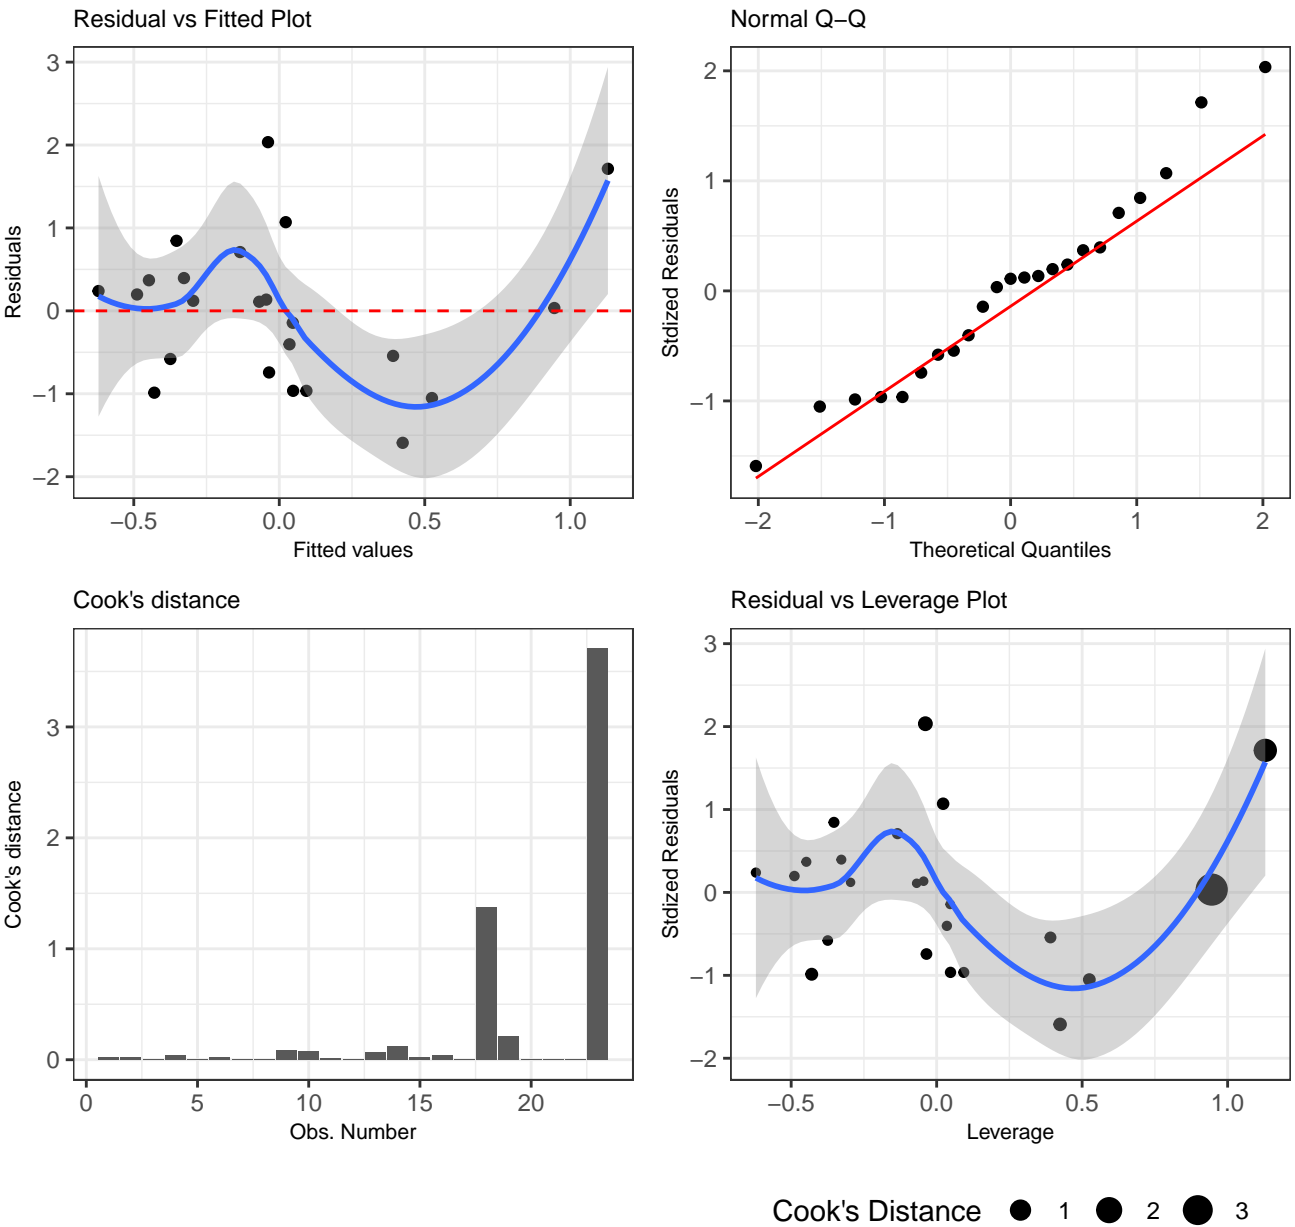 Residual vs Fitted Plot
3
2
1
0
−1
−2
Residuals
−0.5 0.0 0.5 1.0
Fitted values
Normal Q−Q
2
1
0
−1
Stdized Residuals
−2 −1 0 1 2
Theoretical Quantiles
Cook's distance
3
2
1
0
Cook's distance
0 5 10 15 20
Obs. Number
Residual vs Leverage Plot
3
2
1
0
−1
−2
Stdized Residuals
−0.5 0.0 0.5 1.0
Leverage
Cook's Distance 1 2 3